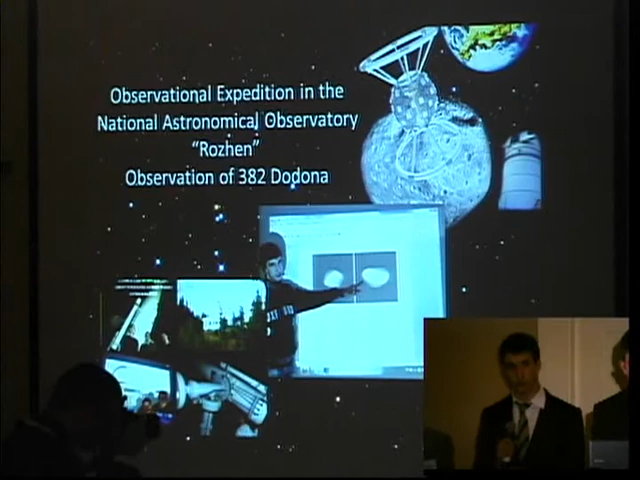 Observational Expedition in the
National Astronomical Observatory
“Rozhen”
Observation of 382 Dodona